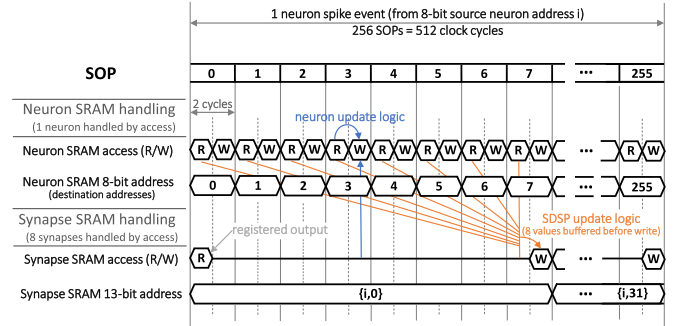 1 neuron spike event (from 8-bit source neuron address i)
256 SOPs = 512 clock cycles
SOP 0 1 2 3 4 5 6 7 ... 255
Neuron SRAM handling
(1 neuron handled by access)
2 cycles
neuron update logic
Neuron SRAM access (R/W) R W R W R W R W R W R W R W R W ... R W
Neuron SRAM 8-bit address
(destination addresses)
0 1 2 3 4 5 6 7 ... 255
Synapse SRAM handling
(8 synapses handled by access)
registered output
SDSP update logic
(8 values buffered before write)
Synapse SRAM access (R/W) R W ... W
Synapse SRAM 13-bit address {i,0} ... {i,31}